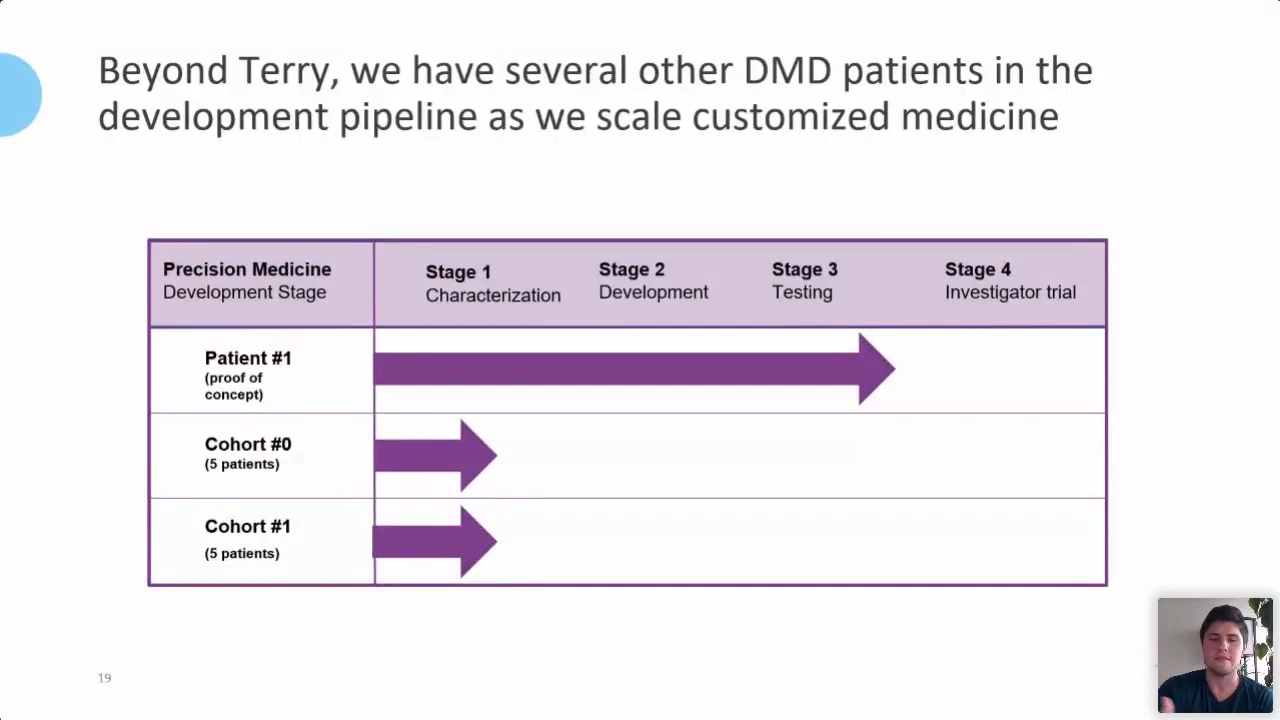 Beyond Terry, we have several other DMD patients in the
development pipeline as we scale customized medicine
Precision Medicine
Development Stage
Stage 1
Characterization
Stage 2
Development
Stage 3
Testing
Stage 4
Investigator trial
Patient #1
(proof of
concept)
Cohort #0
(5 patients)
Cohort #1
(5 patients)
19